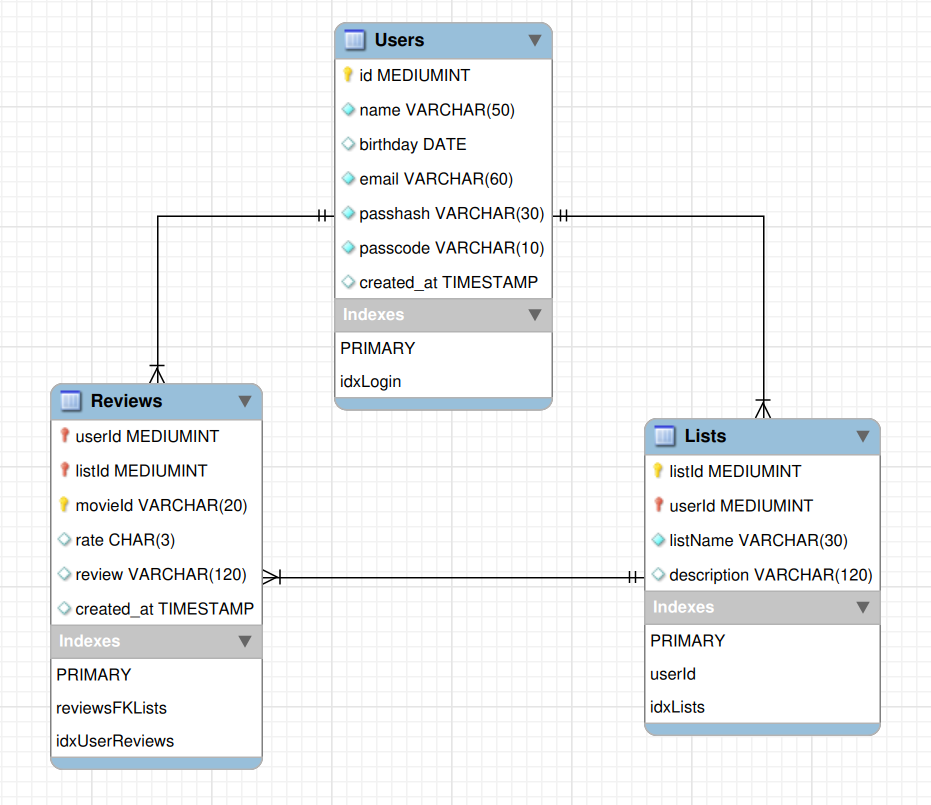 Users
id MEDIUMINT
name VARCHAR(50)
birthday DATE
email VARCHAR(60)
passhash VARCHAR(30)
passcode VARCHAR(10)
created_at TIMESTAMP
Indexes
PRIMARY
idxLogin
Reviews
userId MEDIUMINT
listId MEDIUMINT
movieId VARCHAR(20)
rate CHAR(3)
review VARCHAR(120)
created_at TIMESTAMP
Indexes
PRIMARY
reviewsFKLists
idxUserReviews
Lists
listId MEDIUMINT
userId MEDIUMINT
listName VARCHAR(30)
description VARCHAR(120)
Indexes
PRIMARY
userId
idxLists